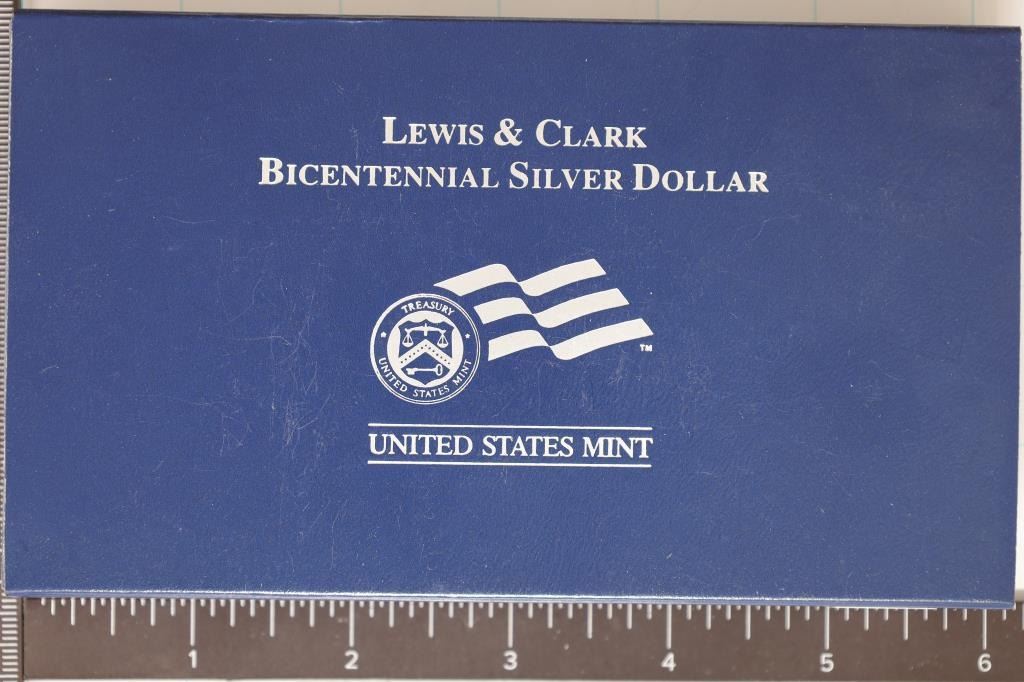 LEWIS & CLARK
BICENTENNIAL SILVER DOLLAR
TREASURY
UNITED STATES MINT
TM
UNITED STATES MINT
1 2 3 4 5 6